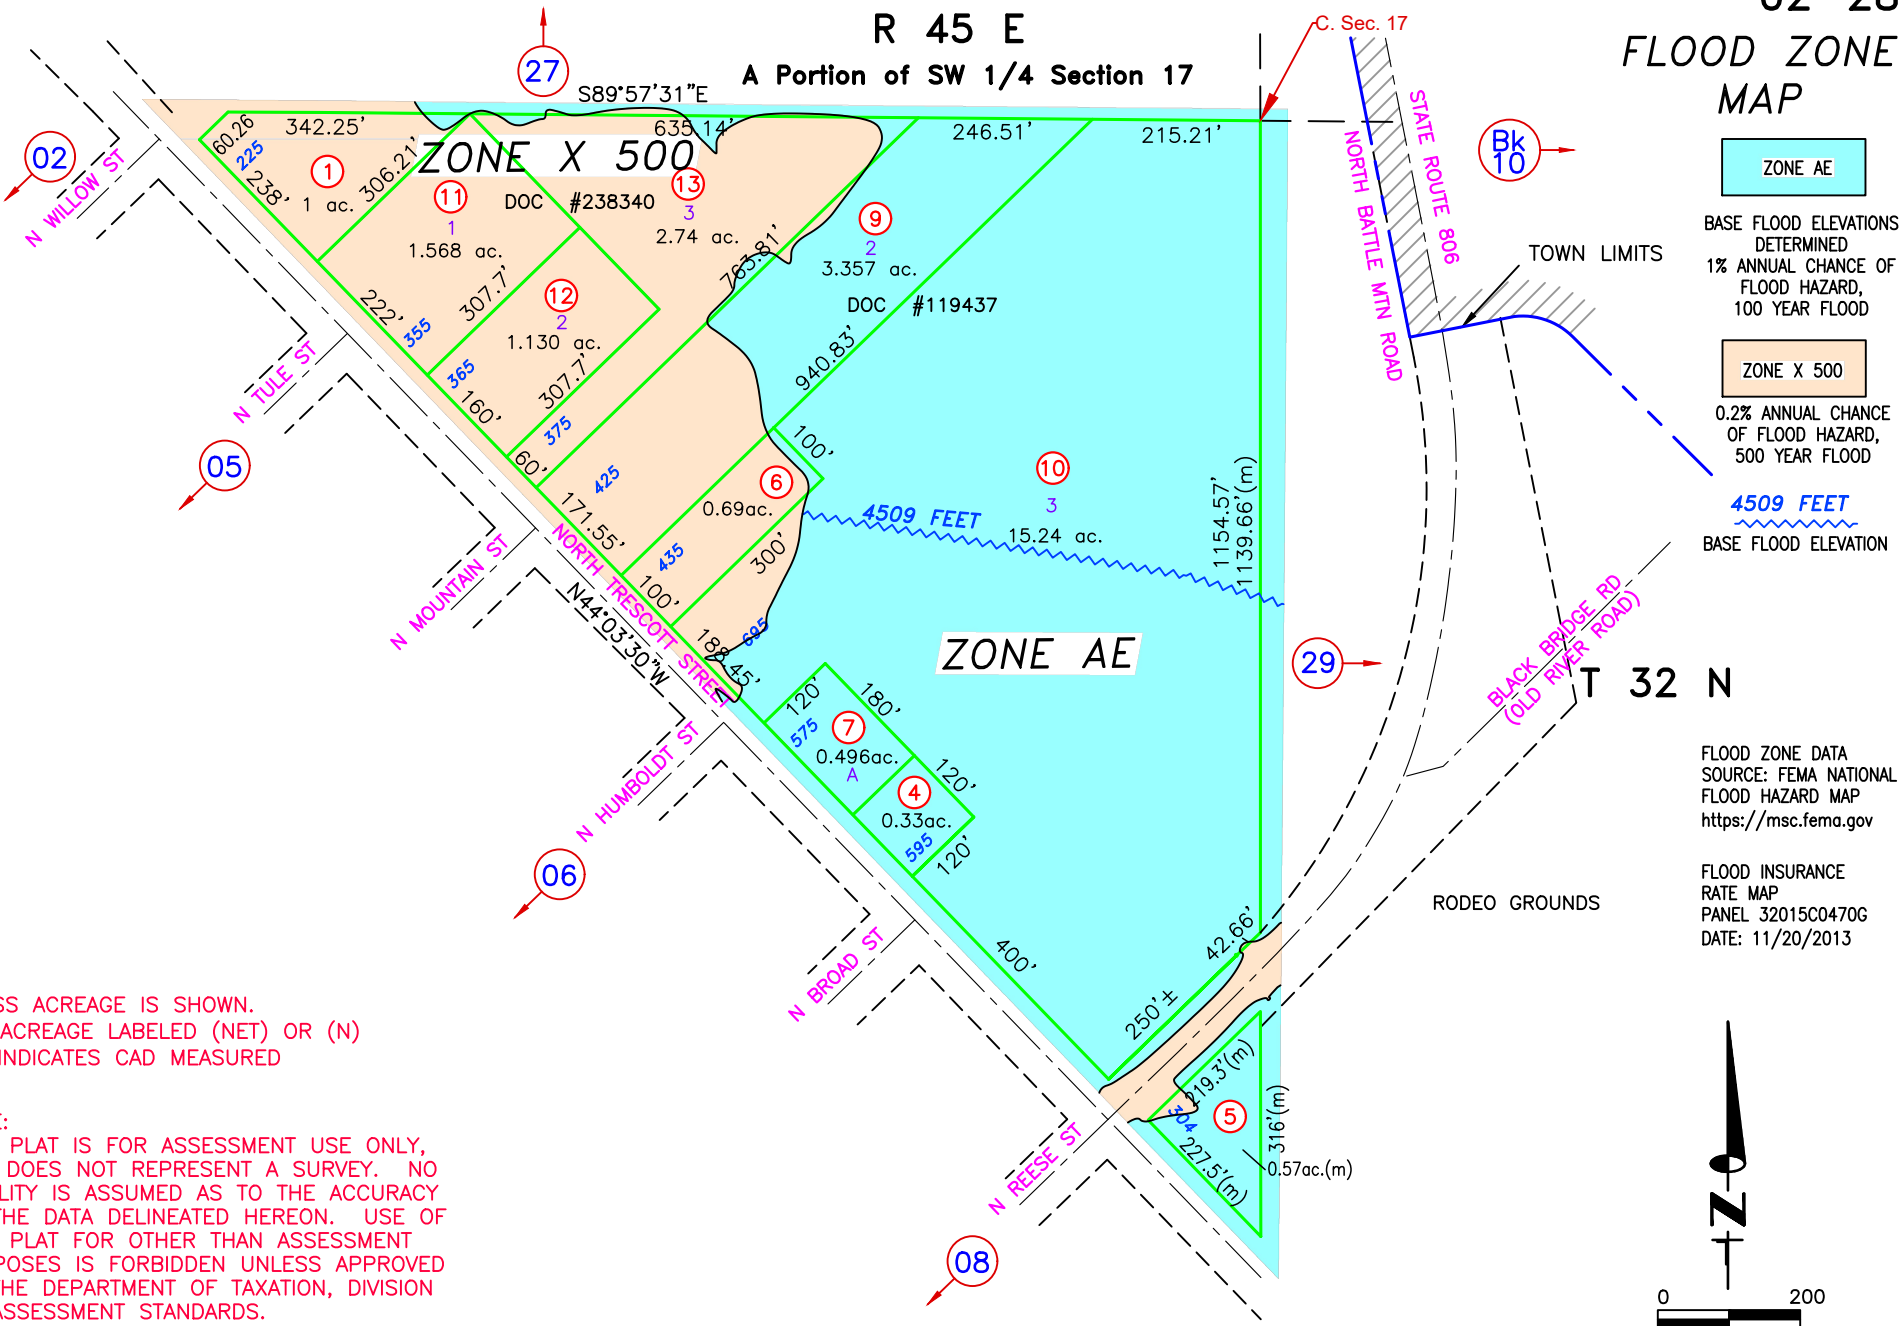 R 45 E
A Portion of SW 1/4 Section 17
C. Sec. 17
FLOOD ZONE
MAP
ZONE AE
BASE FLOOD ELEVATIONS
DETERMINED
1% ANNUAL CHANCE OF
FLOOD HAZARD,
100 YEAR FLOOD
ZONE X 500
0.2% ANNUAL CHANCE
OF FLOOD HAZARD,
500 YEAR FLOOD
4509 FEET
BASE FLOOD ELEVATION
T 32 N
FLOOD ZONE DATA
SOURCE: FEMA NATIONAL
FLOOD HAZARD MAP
https://msc.fema.gov
FLOOD INSURANCE
RATE MAP
PANEL 32015C0470G
DATE: 11/20/2013
27
02
05
06
08
29
Bk
10
S89°57'31"E
60.26
342.25'
635.14'
246.51'
215.21'
225
238'
1
1 ac.
306.21'
ZONE X 500
11
1
1.568 ac.
DOC #238340
13
3
2.74 ac.
9
2
3.357 ac.
DOC #119437
763.81'
940.83'
222'
355
307.7'
12
2
1.130 ac.
365
307.7'
160'
375
60'
425
171.55'
100'
6
0.69ac.
435
300'
100'
695
188.45'
10
3
15.24 ac.
4509 FEET
1154.57'
1139.66'(m)
ZONE AE
120'
180'
575
7
0.496ac.
A
120'
4
0.33ac.
595
120'
400'
42.66'
250'±
219.3'(m)
304
5
316'(m)
0.57ac.(m)
227.5'(m)
N44°03'30"W
NORTH TRESCOTT STREET
N WILLOW ST
N TULE ST
N MOUNTAIN ST
N HUMBOLDT ST
N BROAD ST
N REESE ST
STATE ROUTE 806
NORTH BATTLE MTN ROAD
TOWN LIMITS
BLACK BRIDGE RD
(OLD RIVER ROAD)
RODEO GROUNDS
N
0 200
ACREAGE IS SHOWN.
ACREAGE LABELED (NET) OR (N)
INDICATES CAD MEASURED
PLAT IS FOR ASSESSMENT USE ONLY,
DOES NOT REPRESENT A SURVEY. NO
IS ASSUMED AS TO THE ACCURACY
THE DATA DELINEATED HEREON. USE OF
PLAT FOR OTHER THAN ASSESSMENT
IS FORBIDDEN UNLESS APPROVED
THE DEPARTMENT OF TAXATION, DIVISION
ASSESSMENT STANDARDS.